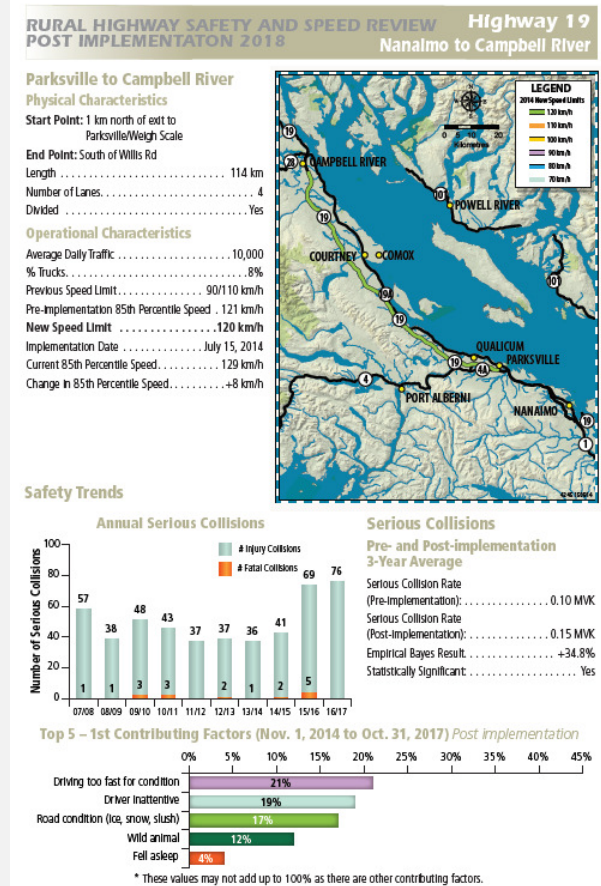 RURAL HIGHWAY SAFETY AND SPEED REVIEW
POST IMPLEMENTATON 2018
Highway 19
Nanaimo to Campbell River
Parksville to Campbell River
Physical Characteristics
Start Point: 1 km north of exit to
Parksville/Weigh Scale
End Point: South of Willis Rd
Length . . . . . . . . . . . . . . . . . . . . . . . . . 114 km
Number of Lanes. . . . . . . . . . . . . . . . . . . . . 4
Divided . . . . . . . . . . . . . . . . . . . . . . . . . . Yes
Operational Characteristics
Average Daily Traffic . . . . . . . . . . . . . . . . 10,000
% Trucks. . . . . . . . . . . . . . . . . . . . . . . . . . 8%
Previous Speed Limit. . . . . . . . . . . . . 90/110 km/h
Pre-implementation 85th Percentile Speed . 121 km/h
New Speed Limit . . . . . . . . . . . . . . .120 km/h
Implementation Date . . . . . . . . . . . . July 15, 2014
Current 85th Percentile Speed. . . . . . . . . 129 km/h
Change in 85th Percentile Speed. . . . . . . . . .+8 km/h
LEGEND
2014 New Speed Limits
120 km/h
110 km/h
100 km/h
90 km/h
80 km/h
70 km/h
N
0 5 10 20
Kilometres
19
28
CAMPBELL RIVER
101
POWELL RIVER
19
COURTNEY
COMOX
101
19A
19
QUALICUM
19
PARKSVILLE
4A
4
PORT ALBERNI
NANAIMO
19
1
Safety Trends
Annual Serious Collisions
Number of Serious Collisions
100
80
60
40
20
0
# Injury Collisions
# Fatal Collisions
57 38 48 43 37 37 36 41 69 76
1 1 3 3 2 1 2 5
07/08 08/09 09/10 10/11 11/12 12/13 13/14 14/15 15/16 16/17
Serious Collisions
Pre- and Post-implementation
3-Year Average
Serious Collision Rate
(Pre-implementation): . . . . . . . . . . . . . . 0.10 MVK
Serious Collision Rate
(Post-implementation): . . . . . . . . . . . . . 0.15 MVK
Empirical Bayes Result. . . . . . . . . . . . . . . +34.8%
Statistically Significant: . . . . . . . . . . . . . . . . . Yes
Top 5 – 1st Contributing Factors (Nov. 1, 2014 to Oct. 31, 2017) Post implementation
0% 5% 10% 15% 20% 25% 30% 35% 40% 45%
Driving too fast for condition 21%
Driver inattentive 19%
Road condition (ice, snow, slush) 17%
Wild animal 12%
Fell asleep 4%
* These values may not add up to 100% as there are other contributing factors.